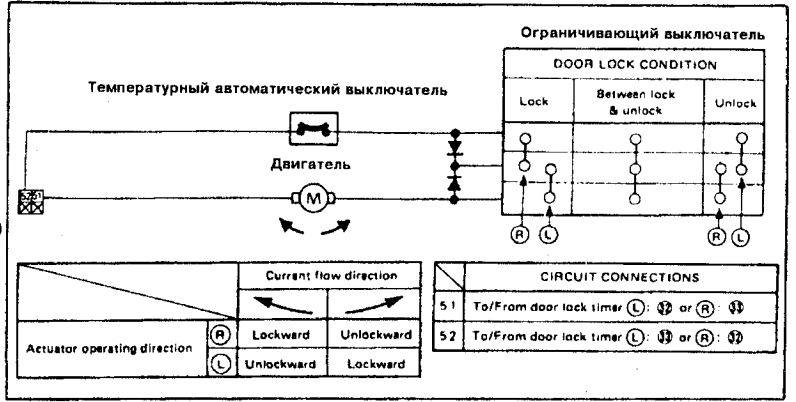 Ограничивающий выключатель
DOOR LOCK CONDITION
Lock
Between lock
& unlock
Unlock
Температурный автоматический выключатель
Двигатель
M
52 51
R L R L
Current flow direction
Actuator operating direction
R Lockward Unlockward
L Unlockward Lockward
CIRCUIT CONNECTIONS
51 To/From door lock timer L: 32 or R: 33
52 To/From door lock timer L: 33 or R: 32